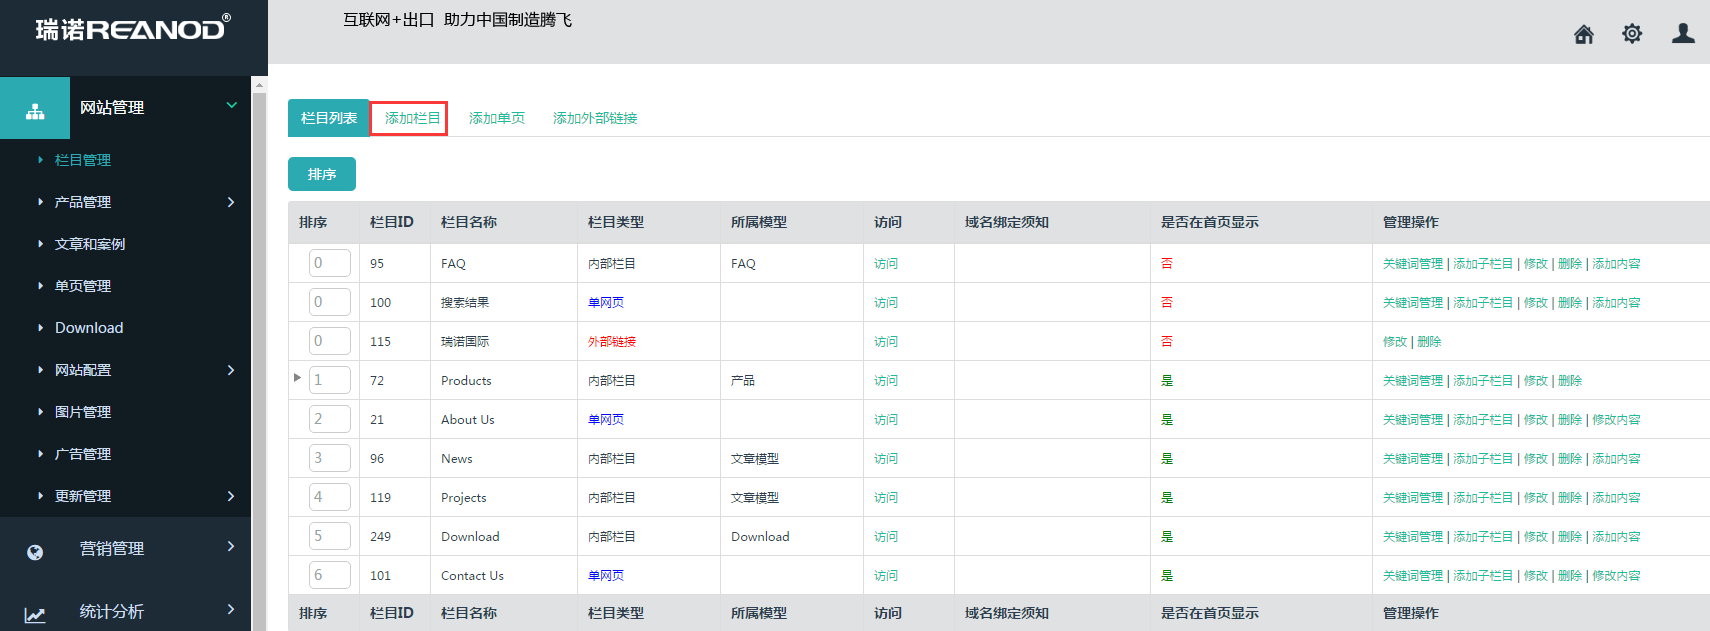 瑞诺REANOD®
互联网+出口 助力中国制造腾飞
网站管理
栏目管理
产品管理
文章和案例
单页管理
Download
网站配置
图片管理
广告管理
更新管理
营销管理
统计分析
栏目列表 添加栏目 添加单页 添加外部链接
排序
排序 栏目ID 栏目名称 栏目类型 所属模型 访问 域名绑定须知 是否在首页显示 管理操作
0 95 FAQ 内部栏目 FAQ 访问 否 关键词管理 | 添加子栏目 | 修改 | 删除 | 添加内容
0 100 搜索结果 单网页 访问 否 关键词管理 | 添加子栏目 | 修改 | 删除 | 添加内容
0 115 瑞诺国际 外部链接 访问 否 修改 | 删除
1 72 Products 内部栏目 产品 访问 是 关键词管理 | 添加子栏目 | 修改 | 删除
2 21 About Us 单网页 访问 是 关键词管理 | 添加子栏目 | 修改 | 删除 | 修改内容
3 96 News 内部栏目 文章模型 访问 是 关键词管理 | 添加子栏目 | 修改 | 删除 | 添加内容
4 119 Projects 内部栏目 文章模型 访问 是 关键词管理 | 添加子栏目 | 修改 | 删除 | 添加内容
5 249 Download 内部栏目 Download 访问 是 关键词管理 | 添加子栏目 | 修改 | 删除 | 添加内容
6 101 Contact Us 单网页 访问 是 关键词管理 | 添加子栏目 | 修改 | 删除 | 修改内容
排序 栏目ID 栏目名称 栏目类型 所属模型 访问 域名绑定须知 是否在首页显示 管理操作